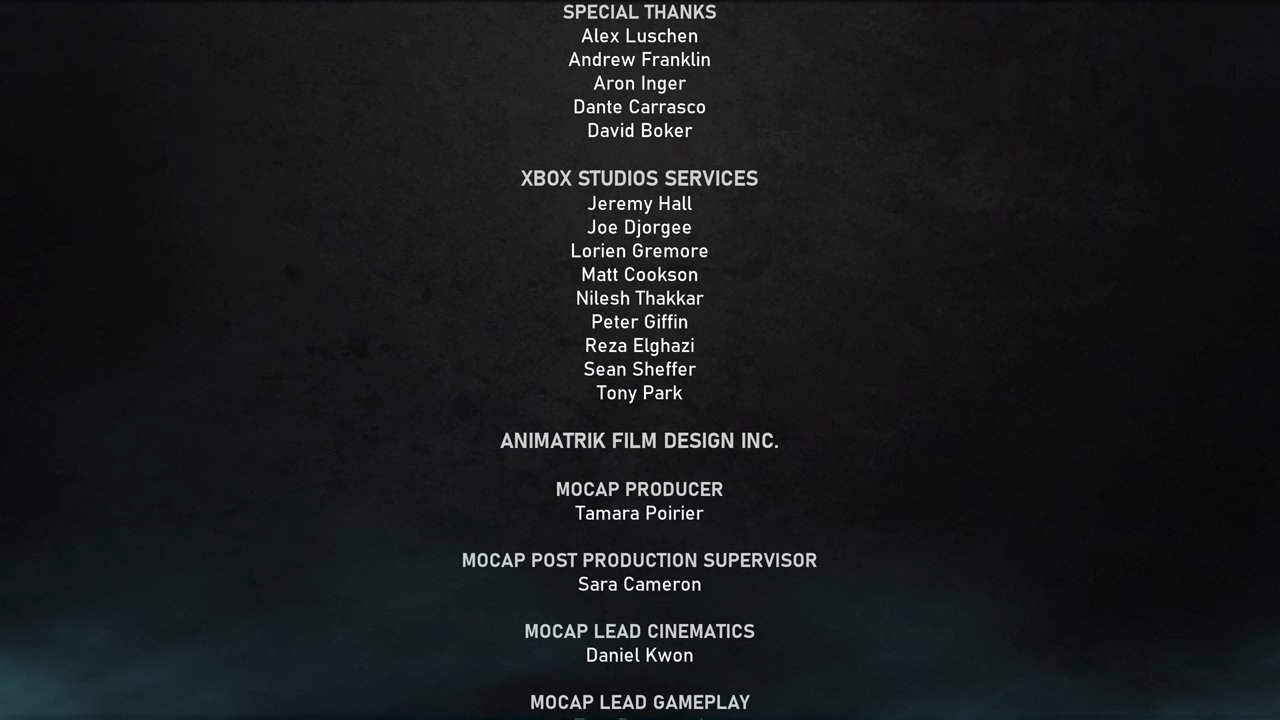 SPECIAL THANKS
Alex Luschen
Andrew Franklin
Aron Inger
Dante Carrasco
David Boker
XBOX STUDIOS SERVICES
Jeremy Hall
Joe Djorgee
Lorien Gremore
Matt Cookson
Nilesh Thakkar
Peter Giffin
Reza Elghazi
Sean Sheffer
Tony Park
ANIMATRIK FILM DESIGN INC.
MOCAP PRODUCER
Tamara Poirier
MOCAP POST PRODUCTION SUPERVISOR
Sara Cameron
MOCAP LEAD CINEMATICS
Daniel Kwon
MOCAP LEAD GAMEPLAY